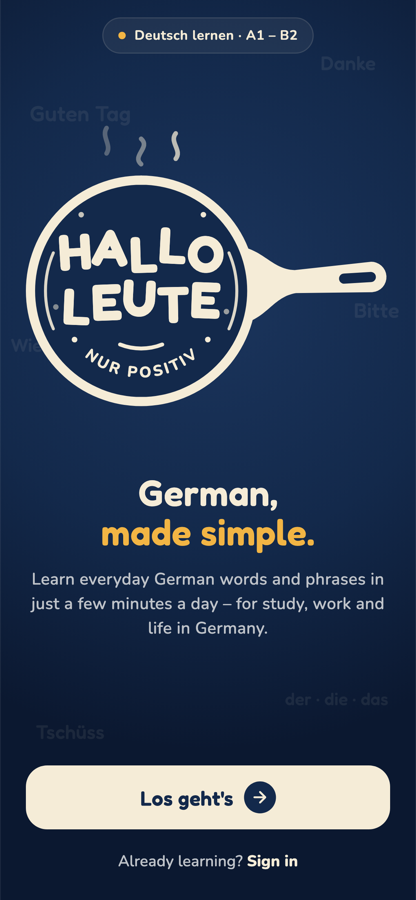 Deutsch lernen · A1 – B2
Danke
Guten Tag
HALLO
LEUTE
Bitte
NUR POSITIV
German,
made simple.
Learn everyday German words and phrases in
just a few minutes a day – for study, work and
life in Germany.
der · die · das
Tschüss
Los geht's
Already learning? Sign in